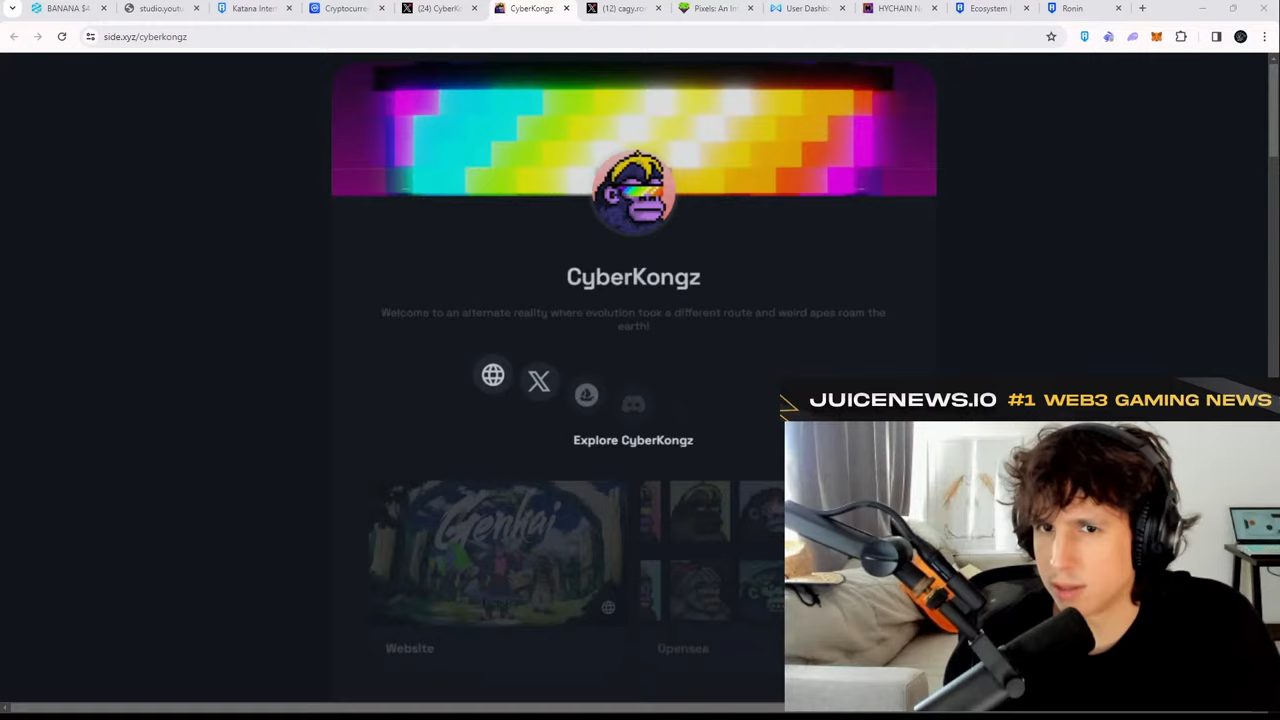 BANANA $4
studio.yout
Katana Inter
Cryptocurre
(24) CyberKo
CyberKongz
(12) cagy.ro
Pixels: An In
User Dashb
HYCHAIN N
Ecosystem |
Ronin
side.xyz/cyberkongz
CyberKongz
Welcome to an alternate reality where evolution took a different route and weird apes roam the
earth!
Explore CyberKongz
JUICENEWS.IO #1 WEB3 GAMING NEWS
Genkai
Website
Opensea